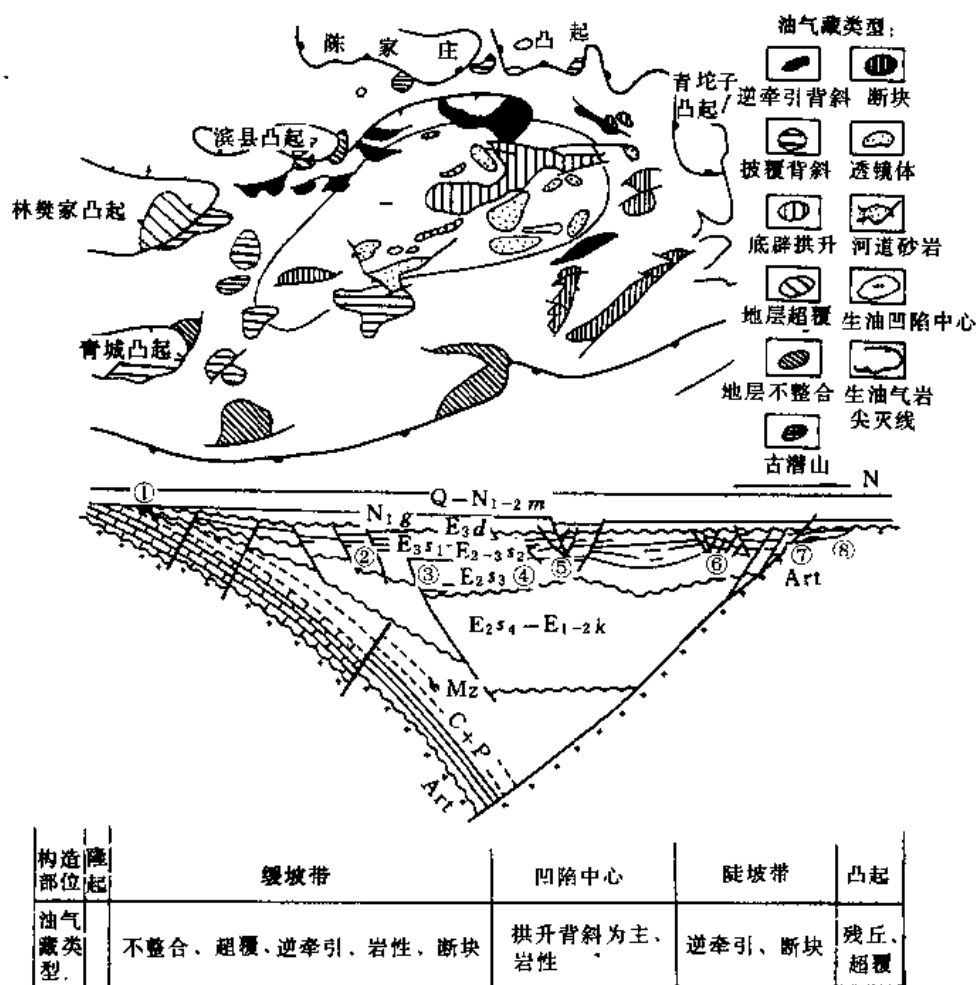 油气藏类型:
陈家庄 凸起
青坨子
凸起
逆牵引背斜 断块
滨县凸起
披覆背斜 透镜体
林樊家凸起
底辟拱升 河道砂岩
地层超覆 生油凹陷中心
青城凸起
地层不整合 生油气岩
尖灭线
古潜山
N
①
Q-N₁₋₂m
N₁g E₃d
E₃s₁-E₂₋₃s₂
② ③ E₂s₃ ④ ⑤ ⑥ ⑦ ⑧
Art
E₂s₄-E₁₋₂k
Mz
C+P
Art
构造部位 隆起 缓坡带 凹陷中心 陡坡带 凸起
油气藏类型. 不整合、超覆、逆牵引、岩性、断块 拱升背斜为主、岩性 逆牵引、断块 残丘、超覆